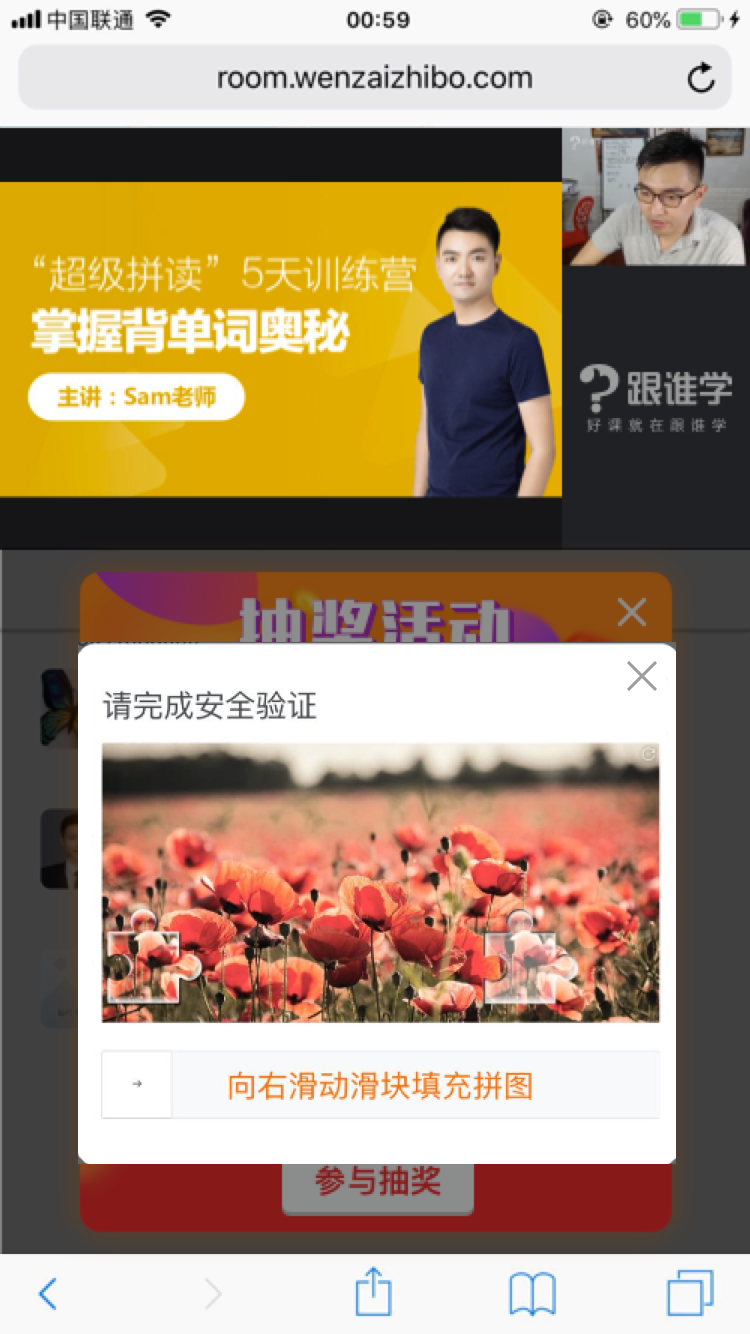 中国联通
00:59
60%
room.wenzaizhibo.com
“超级拼读”5天训练营
掌握背单词奥秘
主讲：Sam老师
跟谁学
好课就在跟谁学
抽奖活动
请完成安全验证
向右滑动滑块填充拼图
参与抽奖